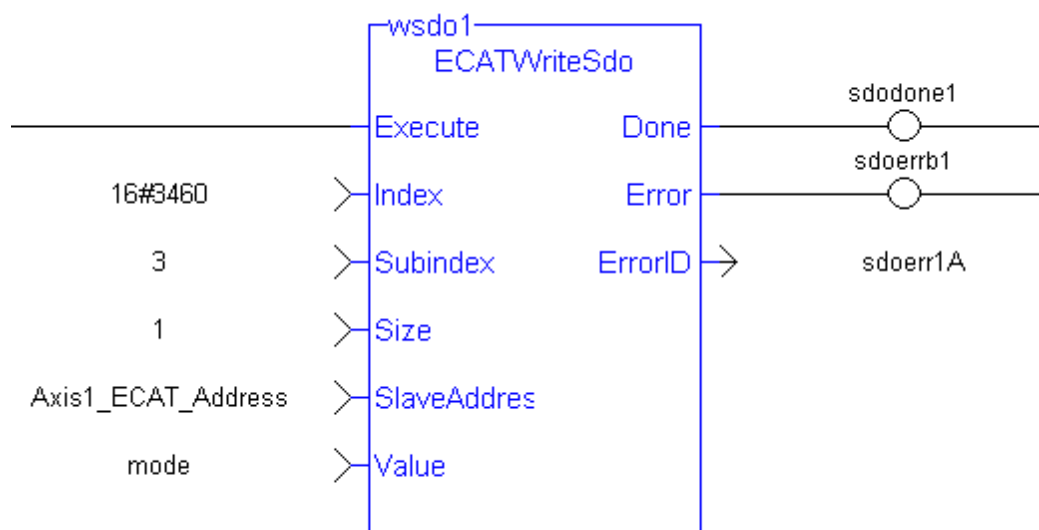 wsdo1
ECATWriteSdo
sdodone1
Execute Done
sdoerrb1
16#3460 Index Error
3 Subindex ErrorID sdoerr1A
1 Size
Axis1_ECAT_Address SlaveAddres
mode Value